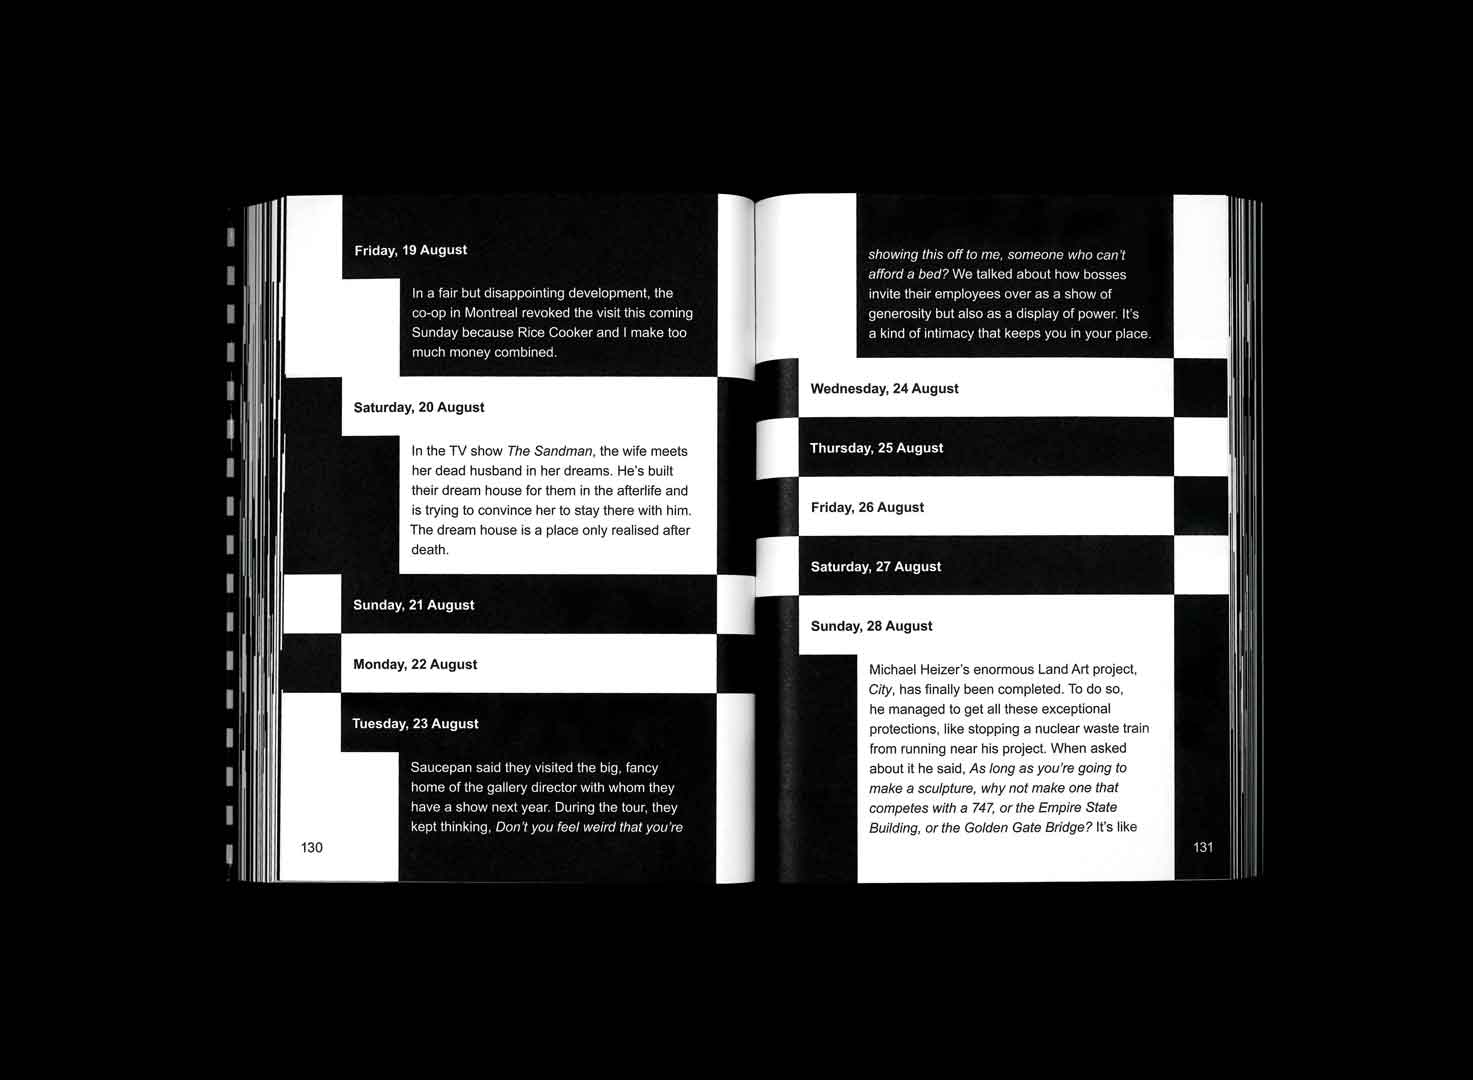 Friday, 19 August
In a fair but disappointing development, the
co-op in Montreal revoked the visit this coming
Sunday because Rice Cooker and I make too
much money combined.
Saturday, 20 August
In the TV show The Sandman, the wife meets
her dead husband in her dreams. He’s built
their dream house for them in the afterlife and
is trying to convince her to stay there with him.
The dream house is a place only realised after
death.
Sunday, 21 August
Monday, 22 August
Tuesday, 23 August
Saucepan said they visited the big, fancy
home of the gallery director with whom they
have a show next year. During the tour, they
kept thinking, Don’t you feel weird that you’re
130
showing this off to me, someone who can’t
afford a bed? We talked about how bosses
invite their employees over as a show of
generosity but also as a display of power. It’s
a kind of intimacy that keeps you in your place.
Wednesday, 24 August
Thursday, 25 August
Friday, 26 August
Saturday, 27 August
Sunday, 28 August
Michael Heizer’s enormous Land Art project,
City, has finally been completed. To do so,
he managed to get all these exceptional
protections, like stopping a nuclear waste train
from running near his project. When asked
about it he said, As long as you’re going to
make a sculpture, why not make one that
competes with a 747, or the Empire State
Building, or the Golden Gate Bridge? It’s like
131